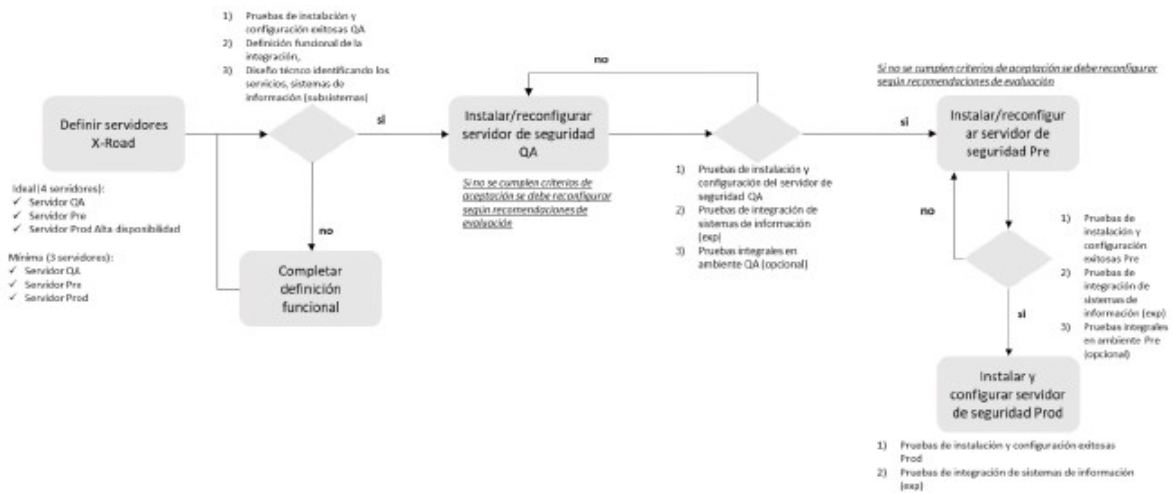 1) Pruebas de instalación y
configuración exitosas QA
2) Definición funcional de la
integración,
3) Diseño técnico identificando los
servicios, sistemas de
información (subsistemas)
Definir servidores
X-Road
Ideal (4 servidores):
✓ Servidor QA
✓ Servidor Pre
✓ Servidor Prod Alta disponibilidad
Mínima (3 servidores):
✓ Servidor QA
✓ Servidor Pre
✓ Servidor Prod
si
no
Completar
definición
funcional
Instalar/reconfigurar
servidor de seguridad
QA
Si no se cumplen criterios de
aceptación se debe reconfigurar
según recomendaciones de
evaluación
no
si
1) Pruebas de instalación y
configuración del servidor de
seguridad QA
2) Pruebas de integración de
sistemas de información
(exp)
3) Pruebas integrales en
ambiente QA (opcional)
Si no se cumplen criterios de aceptación se debe reconfigurar
según recomendaciones de evaluación
Instalar/reconfigur
ar servidor de
seguridad Pre
no
si
1) Pruebas de
instalación y
configuración
exitosas Pre
2) Pruebas de
integración de
sistemas de
información (exp)
3) Pruebas integrales
en ambiente Pre
(opcional)
Instalar y
configurar servidor
de seguridad Prod
1) Pruebas de instalación y configuración exitosas
Prod
2) Pruebas de integración de sistemas de información
(exp)